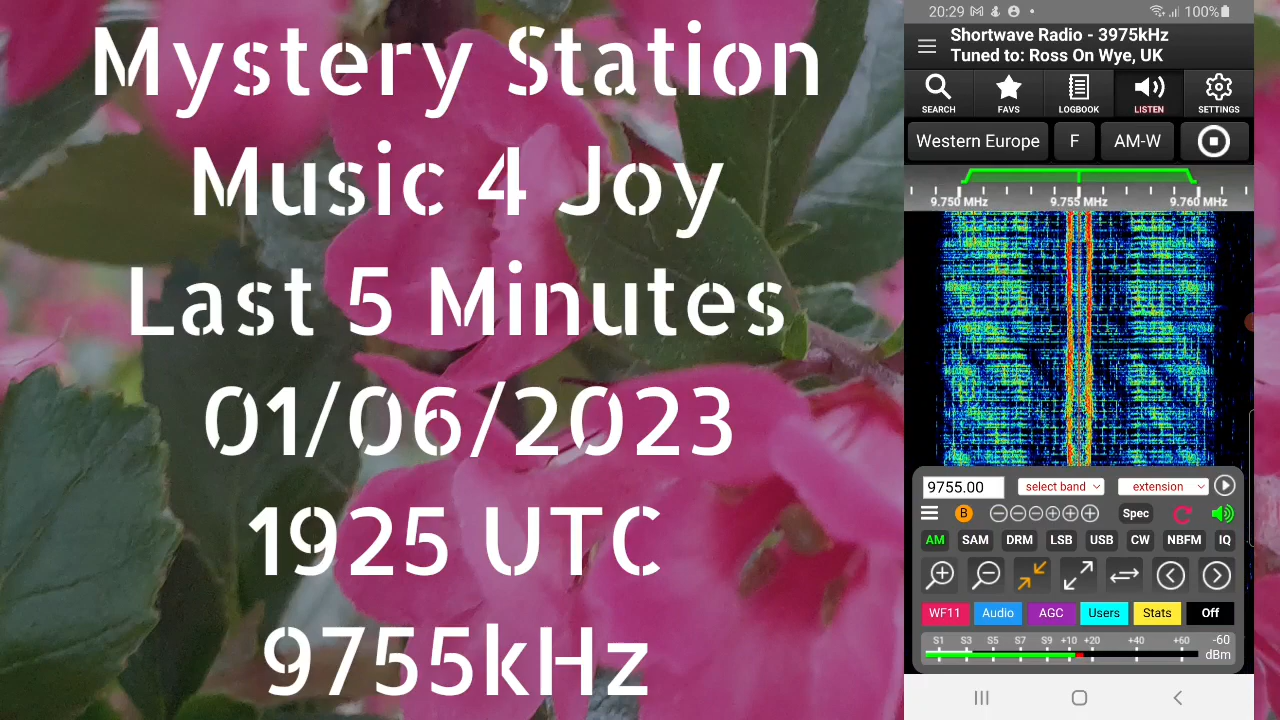 Mystery Station
Music 4 Joy
Last 5 Minutes
01/06/2023
1925 UTC
9755kHz
20:29
100%
Shortwave Radio - 3975kHz
Tuned to: Ross On Wye, UK
SEARCH FAVS LOGBOOK LISTEN SETTINGS
Western Europe F AM-W
9.750 MHz 9.755 MHz 9.760 MHz
9755.00 select band extension
B Spec
AM SAM DRM LSB USB CW NBFM IQ
WF11 Audio AGC Users Stats Off
S1 S3 S5 S7 S9 +10 +20 +40 +60 -60
dBm